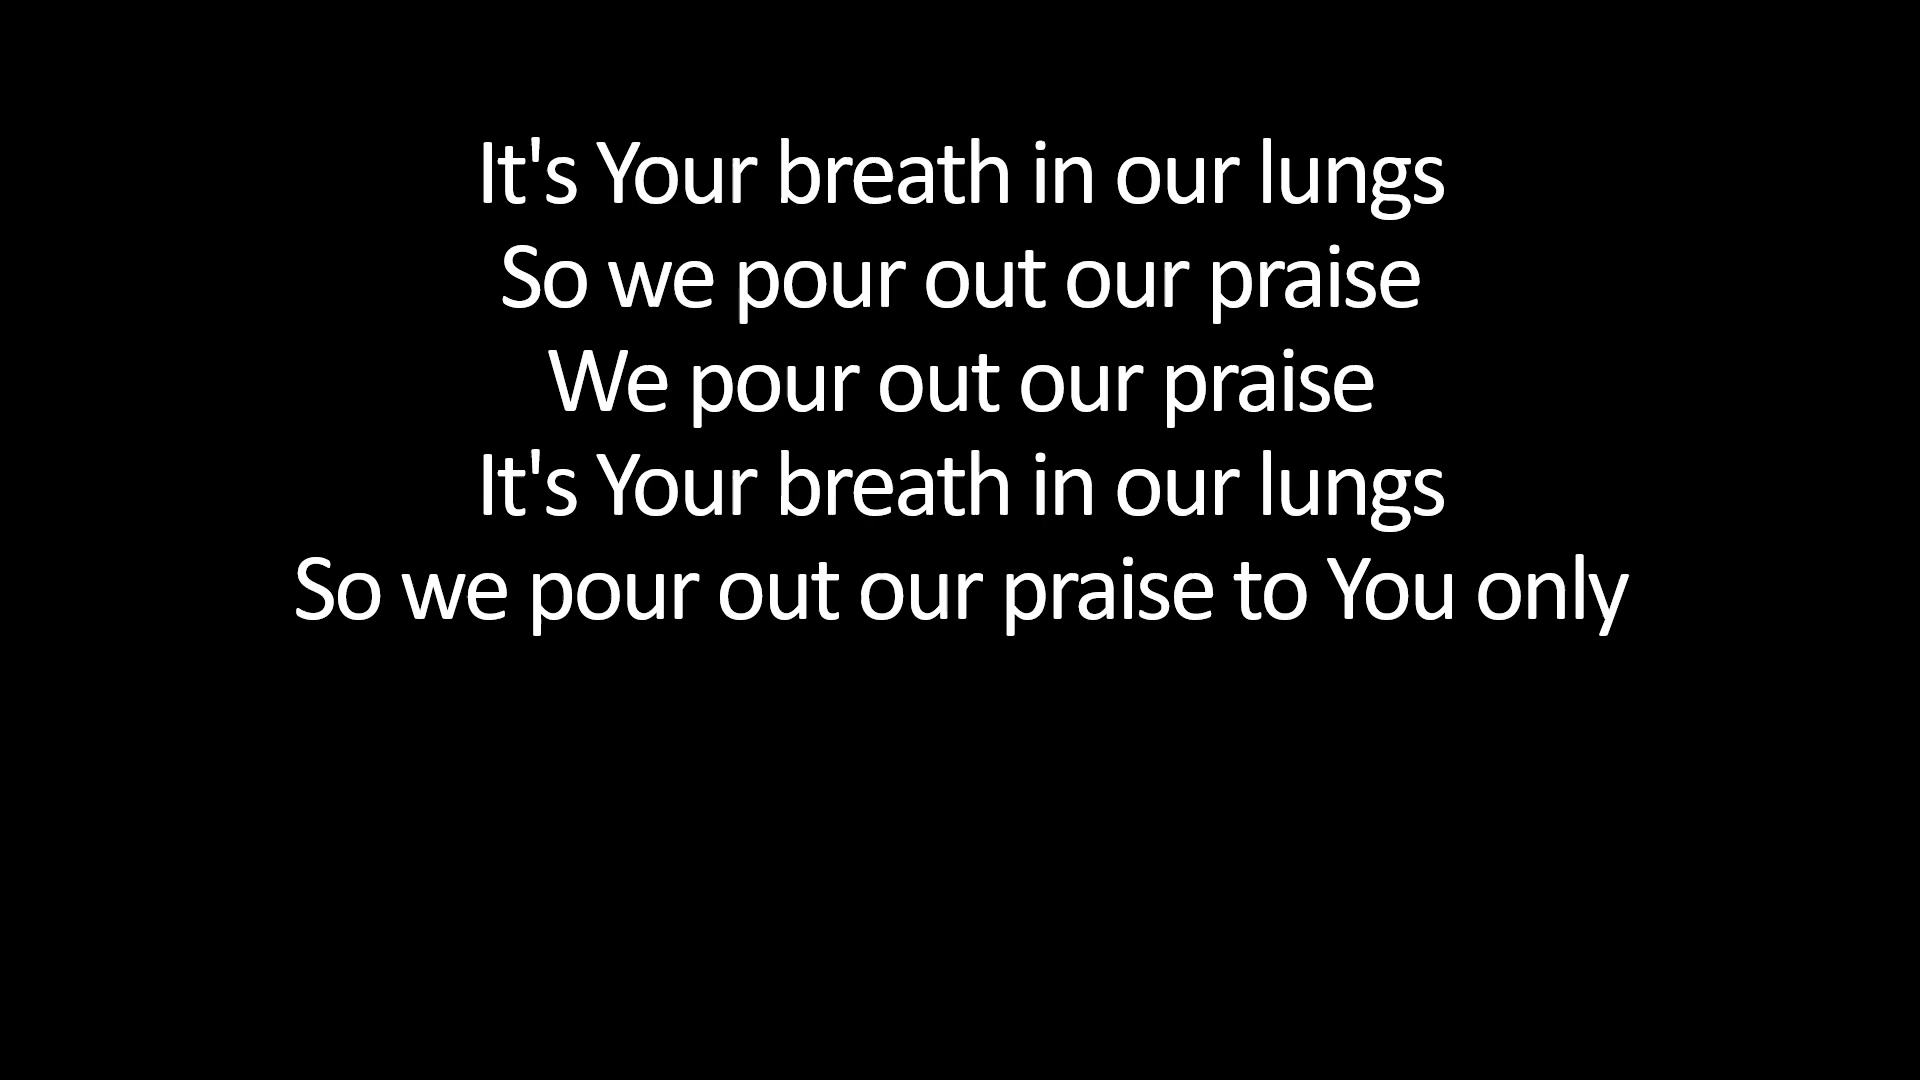 It's Your breath in our lungs
So we pour out our praise
We pour out our praise
It's Your breath in our lungs
So we pour out our praise to You only